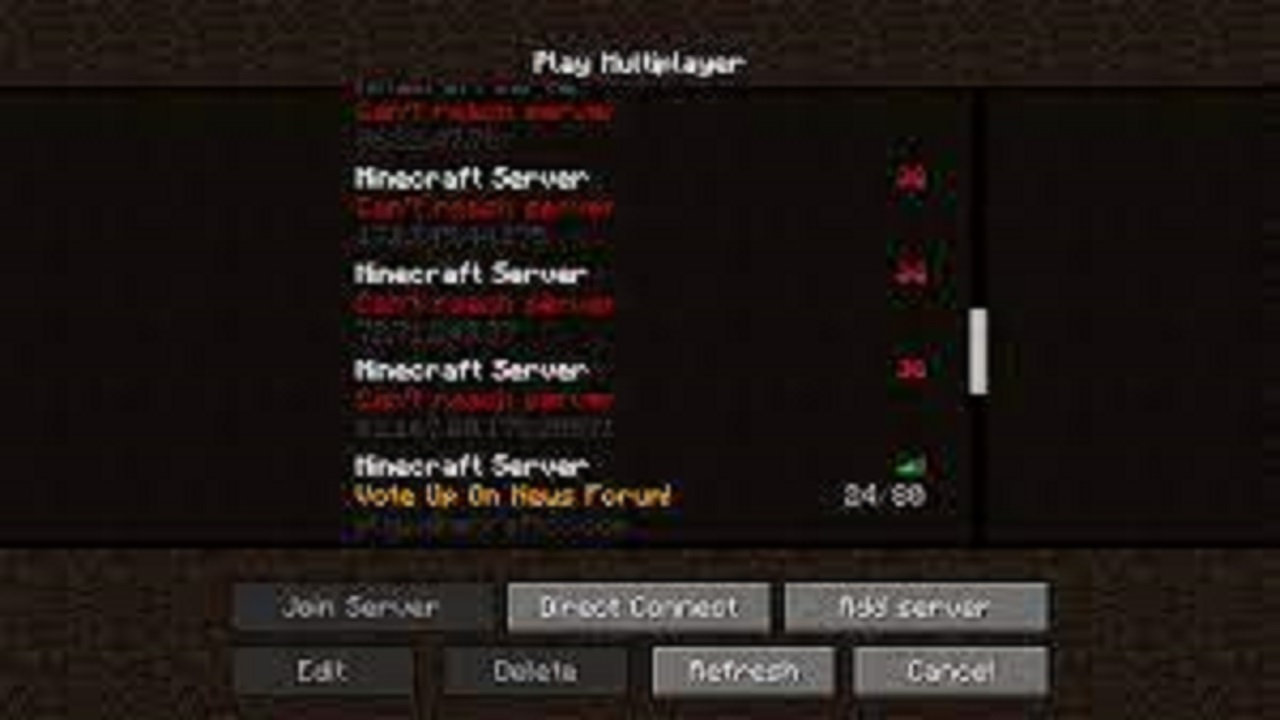 Play Multiplayer
Can't reach server
Minecraft Server
Can't reach server
Minecraft Server
Can't reach server
Minecraft Server
Can't reach server
Minecraft Server
Vote Up On News Forum!
24/80
Join Server
Direct Connect
Add server
Edit
Delete
Refresh
Cancel